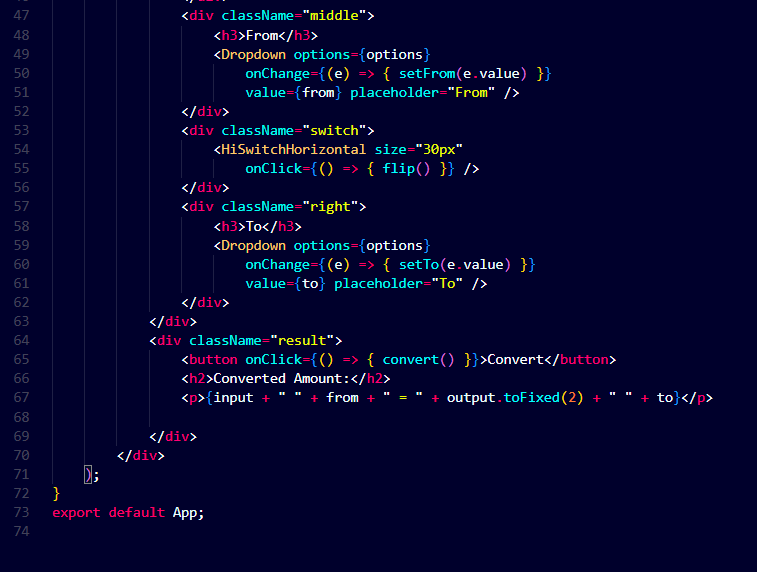 47 <div className="middle">
48 <h3>From</h3>
49 <Dropdown options={options}
50 onChange={(e) => { setFrom(e.value) }}
51 value={from} placeholder="From" />
52 </div>
53 <div className="switch">
54 <HiSwitchHorizontal size="30px"
55 onClick={() => { flip() }} />
56 </div>
57 <div className="right">
58 <h3>To</h3>
59 <Dropdown options={options}
60 onChange={(e) => { setTo(e.value) }}
61 value={to} placeholder="To" />
62 </div>
63 </div>
64 <div className="result">
65 <button onClick={() => { convert() }}>Convert</button>
66 <h2>Converted Amount:</h2>
67 <p>{input + " " + from + " = " + output.toFixed(2) + " " + to}</p>
68
69 </div>
70 </div>
71 );
72 }
73 export default App;
74